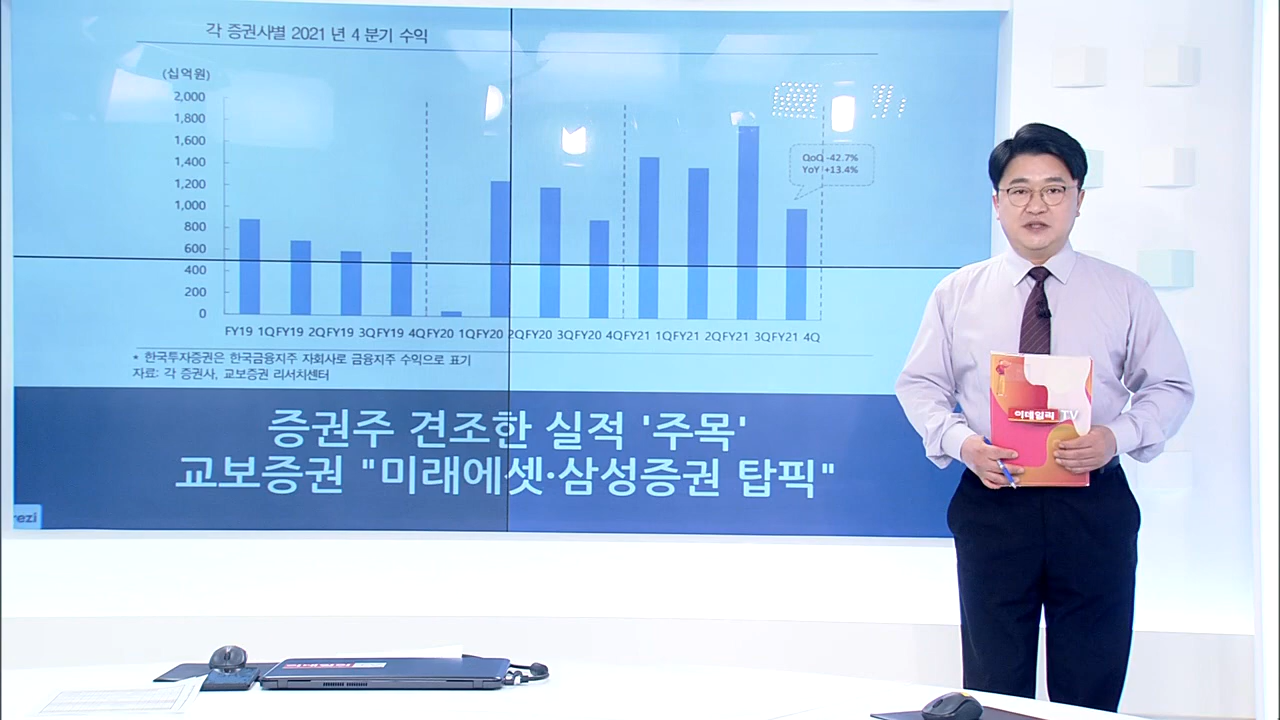 각 증권사별 2021 년 4 분기 수익
(십억원)
2,000
1,800
1,600
1,400
1,200
1,000
800
600
400
200
0
QoQ -42.7%
YoY +13.4%
FY19 1QFY19 2QFY19 3QFY19 4QFY20 1QFY20 2QFY20 3QFY20 4QFY21 1QFY21 2QFY21 3QFY21 4Q
* 한국투자증권은 한국금융지주 자회사로 금융지주 수익으로 표기
자료: 각 증권사, 교보증권 리서치센터
증권주 견조한 실적 '주목'
교보증권 "미래에셋·삼성증권 탑픽"
rezi
이데일리 TV